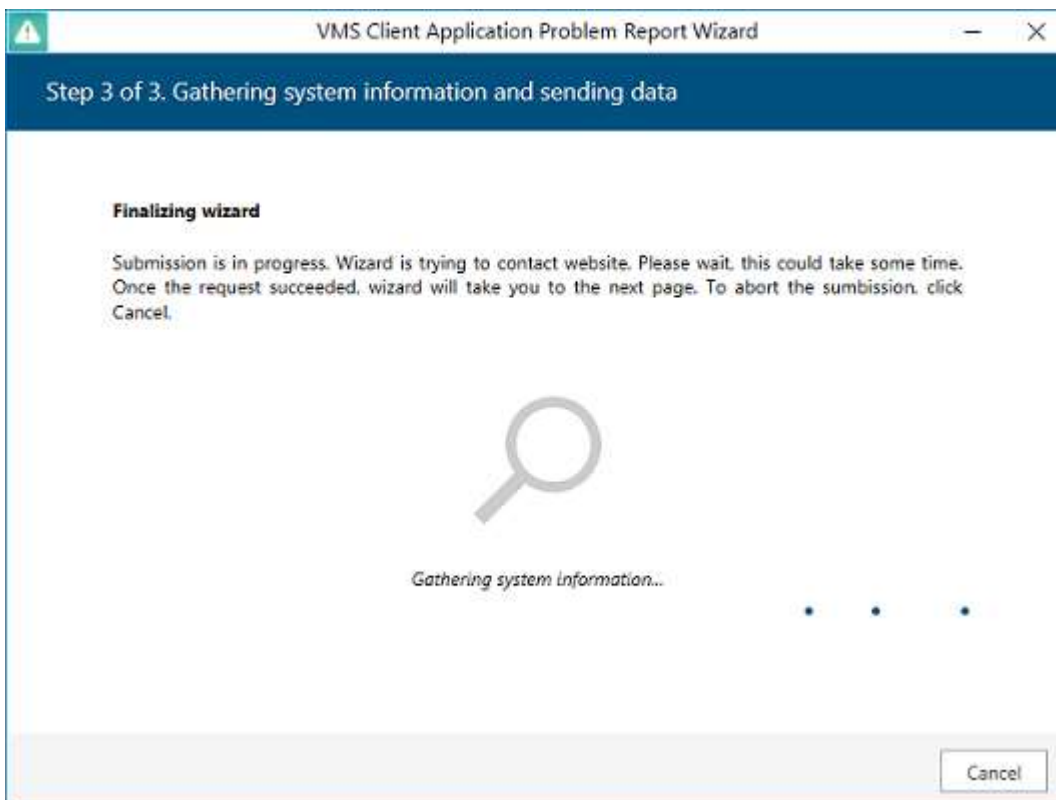 VMS Client Application Problem Report Wizard
Step 3 of 3. Gathering system information and sending data
Finalizing wizard
Submission is in progress. Wizard is trying to contact website. Please wait, this could take some time.
Once the request succeeded, wizard will take you to the next page. To abort the sumbission, click
Cancel.
Gathering system information...
Cancel